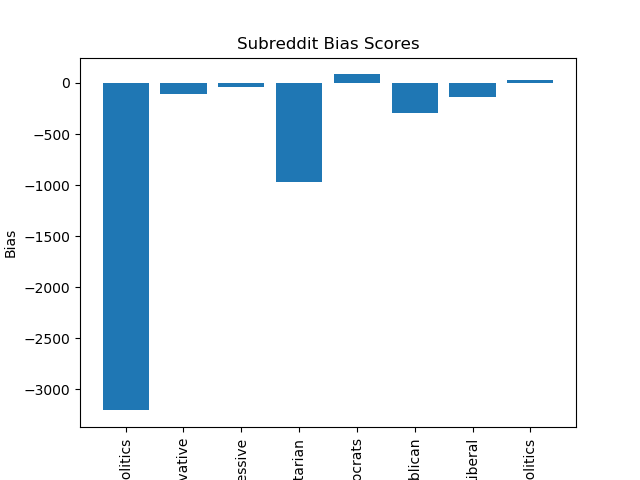 Subreddit Bias Scores
Bias
0
−500
−1000
−1500
−2000
−2500
−3000
olitics
vative
essive
tarian
ocrats
blican
iberal
olitics